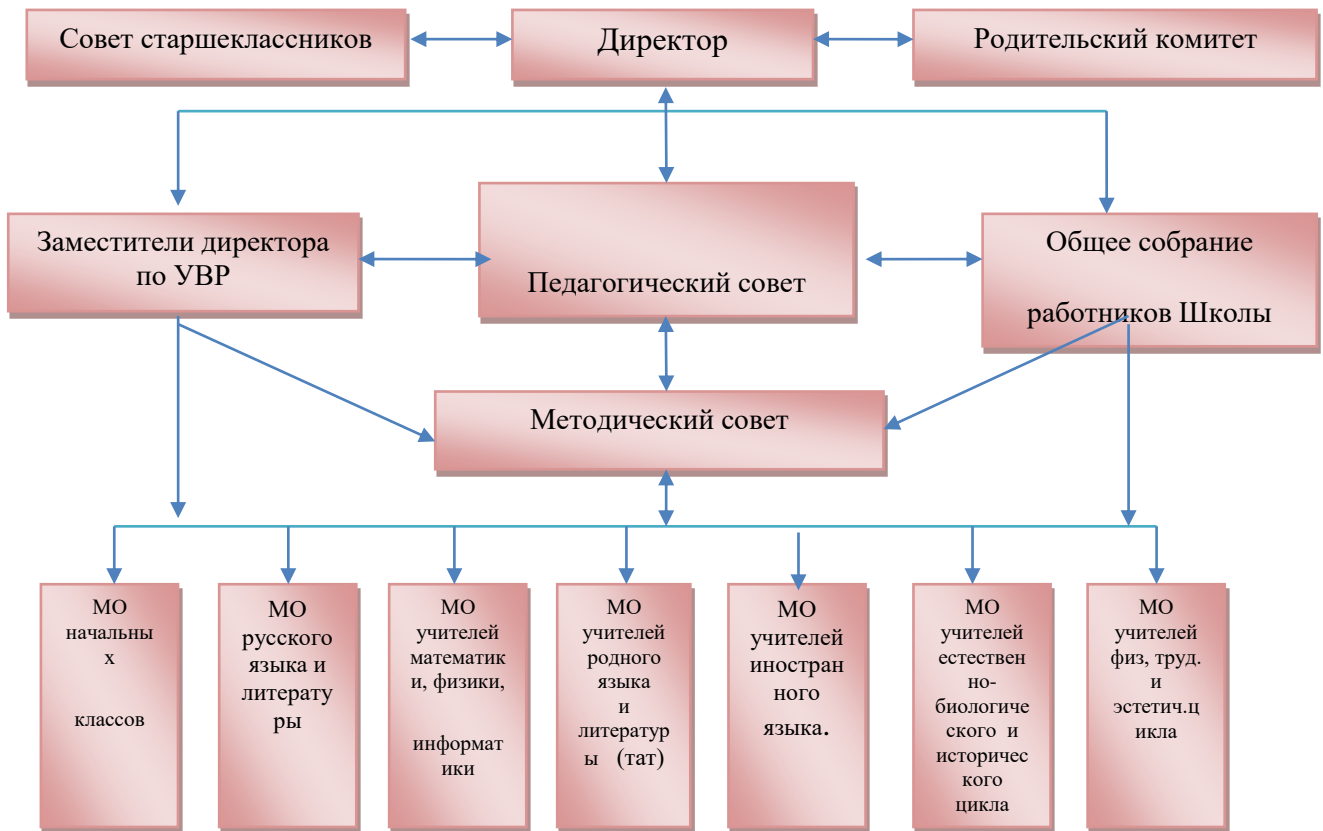 Совет старшеклассников
Директор
Родительский комитет
Заместители директора
по УВР
Педагогический совет
Общее собрание
работников Школы
Методический совет
МО
начальны
х
классов
МО
русского
языка и
литерату
ры
МО
учителей
математик
и, физики,
информат
ики
МО
учителей
родного
языка
и
литератур
ы (тат)
МО
учителей
иностран
ного
языка.
МО
учителей
естествен
но-
биологиче
ского и
историчес
кого
цикла
МО
учителей
физ, труд.
и
эстетич.ц
икла